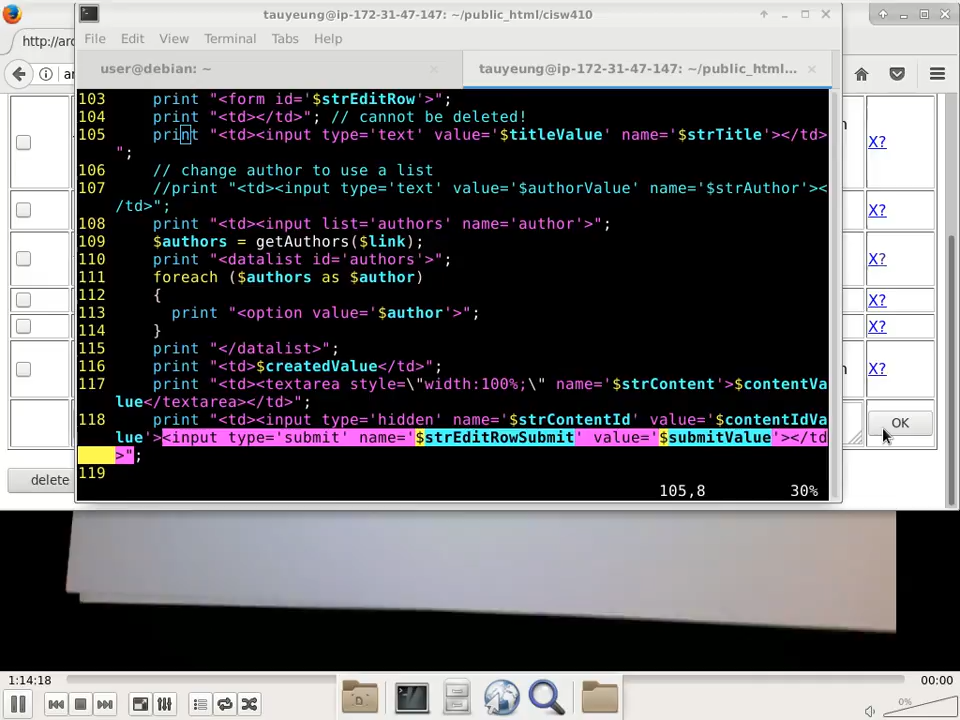 tauyeung@ip-172-31-47-147: ~/public_html/cisw410
http://arc
File Edit View Terminal Tabs Help
user@debian: ~
tauyeung@ip-172-31-47-147: ~/public_html...
103 print "<form id='$strEditRow'>";
104 print "<td></td>"; // cannot be deleted!
105 print "<td><input type='text' value='$titleValue' name='$strTitle'></td>
";
106 // change author to use a list
107 //print "<td><input type='text' value='$authorValue' name='$strAuthor'><
/td>";
108 print "<td><input list='authors' name='author'>";
109 $authors = getAuthors($link);
110 print "<datalist id='authors'>";
111 foreach ($authors as $author)
112 {
113 print "<option value='$author'>";
114 }
115 print "</datalist>";
116 print "<td>$createdValue</td>";
117 print "<td><textarea style=\"width:100%;\" name='$strContent'>$contentVa
lue</textarea></td>";
118 print "<td><input type='hidden' name='$strContentId' value='$contentIdVa
lue'><input type='submit' name='$strEditRowSubmit' value='$submitValue'></td
>";
119
105,8 30%
X?
X?
X?
X?
X?
X?
OK
delete
1:14:18
00:00
0%